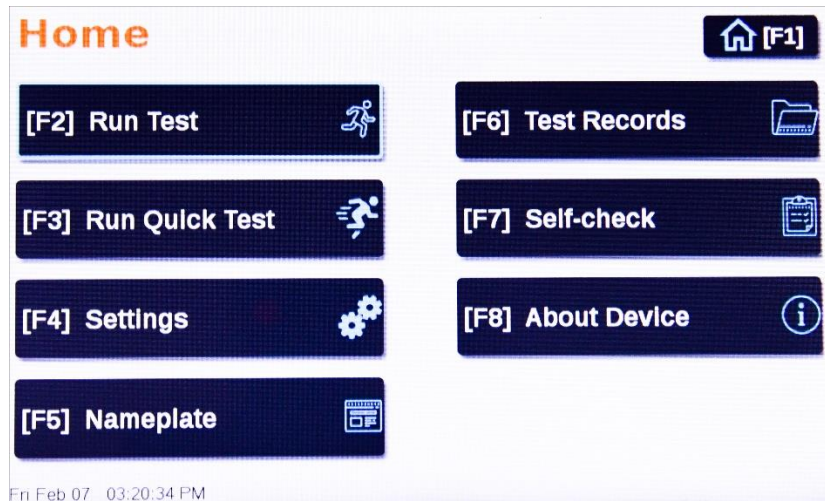 Home
[F1]
[F2] Run Test
[F6] Test Records
[F3] Run Quick Test
[F7] Self-check
[F4] Settings
[F8] About Device
[F5] Nameplate
Fri Feb 07 03:20:34 PM